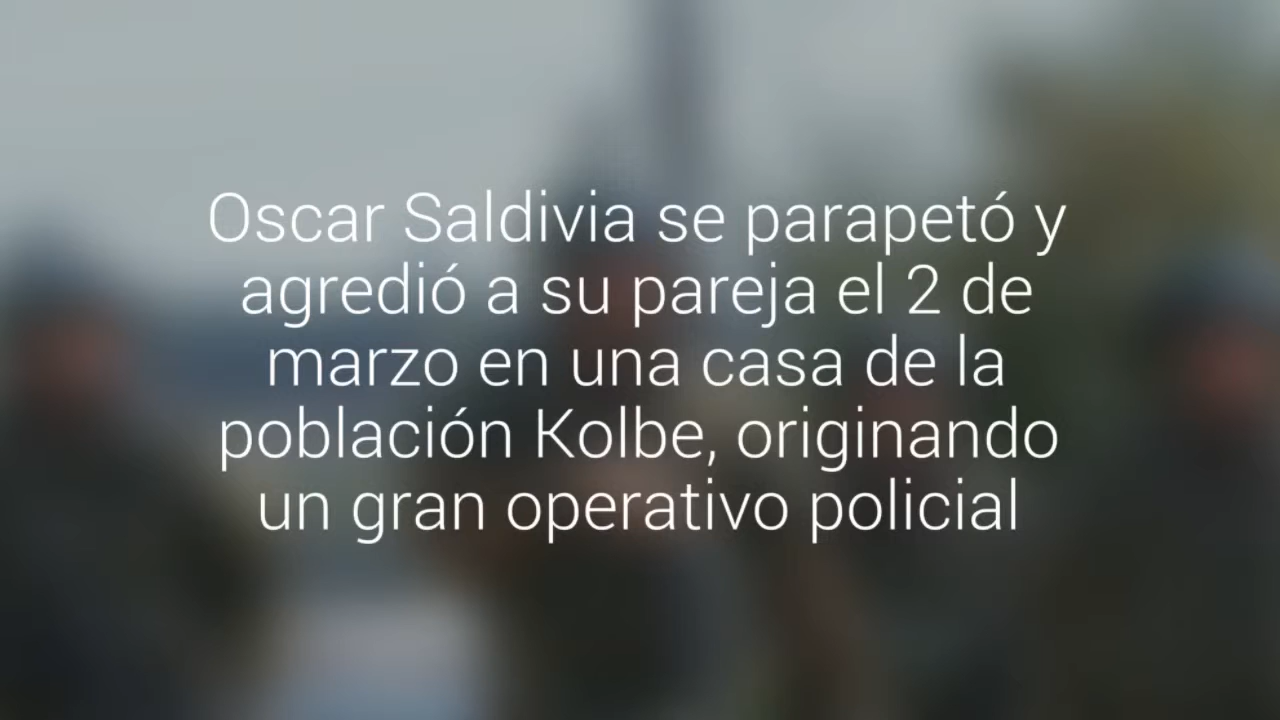 Oscar Saldivia se parapetó y
agredió a su pareja el 2 de
marzo en una casa de la
población Kolbe, originando
un gran operativo policial